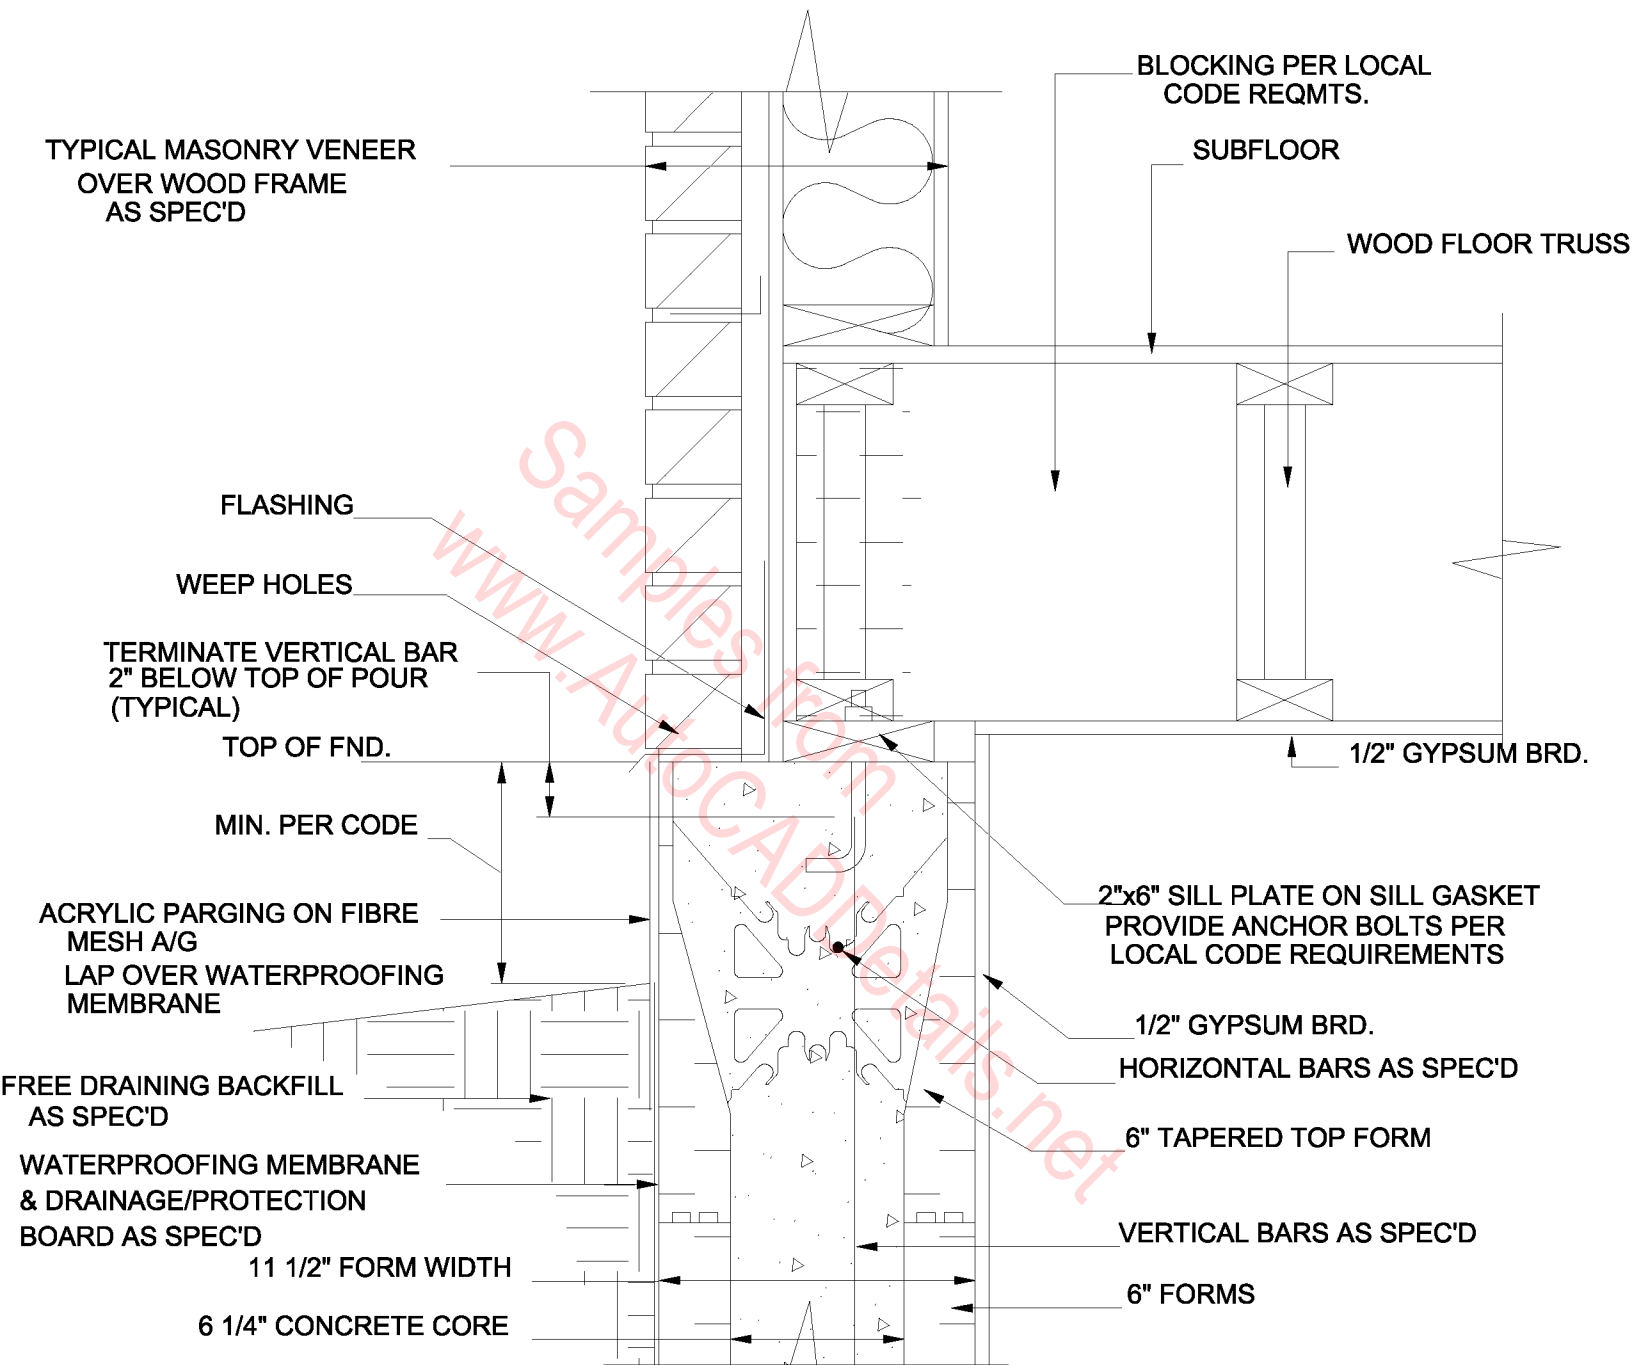 BLOCKING PER LOCAL
CODE REQMTS.
TYPICAL MASONRY VENEER
OVER WOOD FRAME
AS SPEC'D
SUBFLOOR
WOOD FLOOR TRUSS
FLASHING
WEEP HOLES
TERMINATE VERTICAL BAR
2" BELOW TOP OF POUR
(TYPICAL)
TOP OF FND.
1/2" GYPSUM BRD.
MIN. PER CODE
2"x6" SILL PLATE ON SILL GASKET
PROVIDE ANCHOR BOLTS PER
LOCAL CODE REQUIREMENTS
ACRYLIC PARGING ON FIBRE
MESH A/G
LAP OVER WATERPROOFING
MEMBRANE
1/2" GYPSUM BRD.
HORIZONTAL BARS AS SPEC'D
FREE DRAINING BACKFILL
AS SPEC'D
6" TAPERED TOP FORM
WATERPROOFING MEMBRANE
& DRAINAGE/PROTECTION
BOARD AS SPEC'D
VERTICAL BARS AS SPEC'D
11 1/2" FORM WIDTH
6" FORMS
6 1/4" CONCRETE CORE
Samples from
www.AutoCADDetails.net